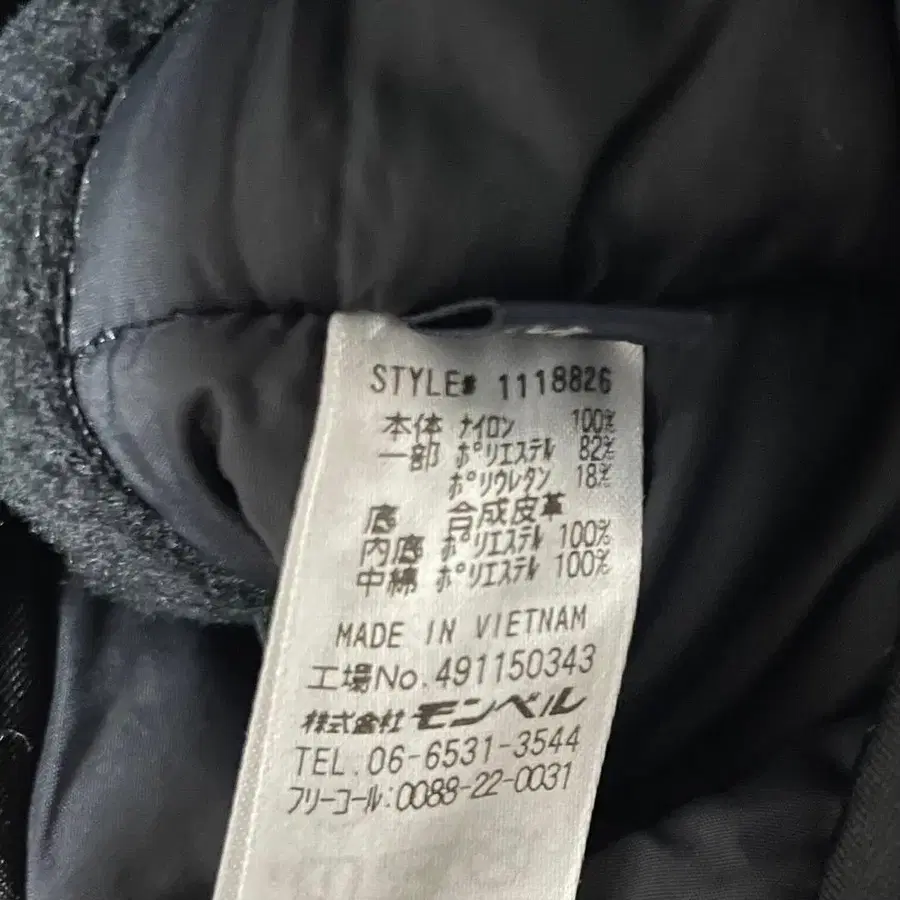 STYLE# 1118826
本体 ナイロン 100%
一部 ポリエステル 82%
ポリウレタン 18%
底 合成皮革
内底 ポリエステル 100%
中綿 ポリエステル 100%
MADE IN VIETNAM
工場No.491150343
株式会社 モンベル
TEL.06-6531-3544
フリーコール:0088-22-0031